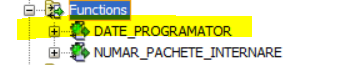 Functions
DATE_PROGRAMATOR
NUMAR_PACHETE_INTERNARE